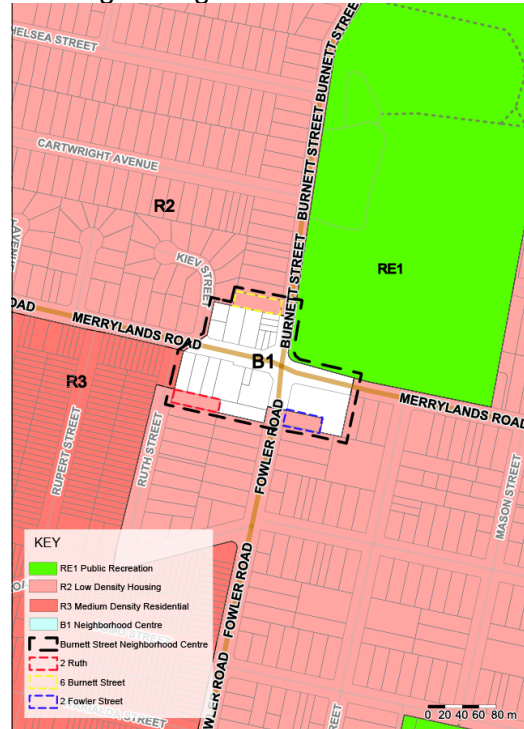 CHELSEA STREET
BURNETT STREET
CARTWRIGHT AVENUE
BURNETT STREET
R2
RE1
KIEV STREET
BURNETT STREET
MERRYLANDS ROAD
B1
R3
MERRYLANDS ROAD
RUPERT STREET
RUTH STREET
FOWLER ROAD
MASON STREET
FOWLER ROAD
FOWLER ROAD
KEY
RE1 Public Recreation
R2 Low Density Housing
R3 Medium Density Residential
B1 Neighborhood Centre
Burnett Street Neighborhood Centre
2 Ruth
6 Burnett Street
2 Fowler Street
STREET
STREET
0 20 40 60 80 m